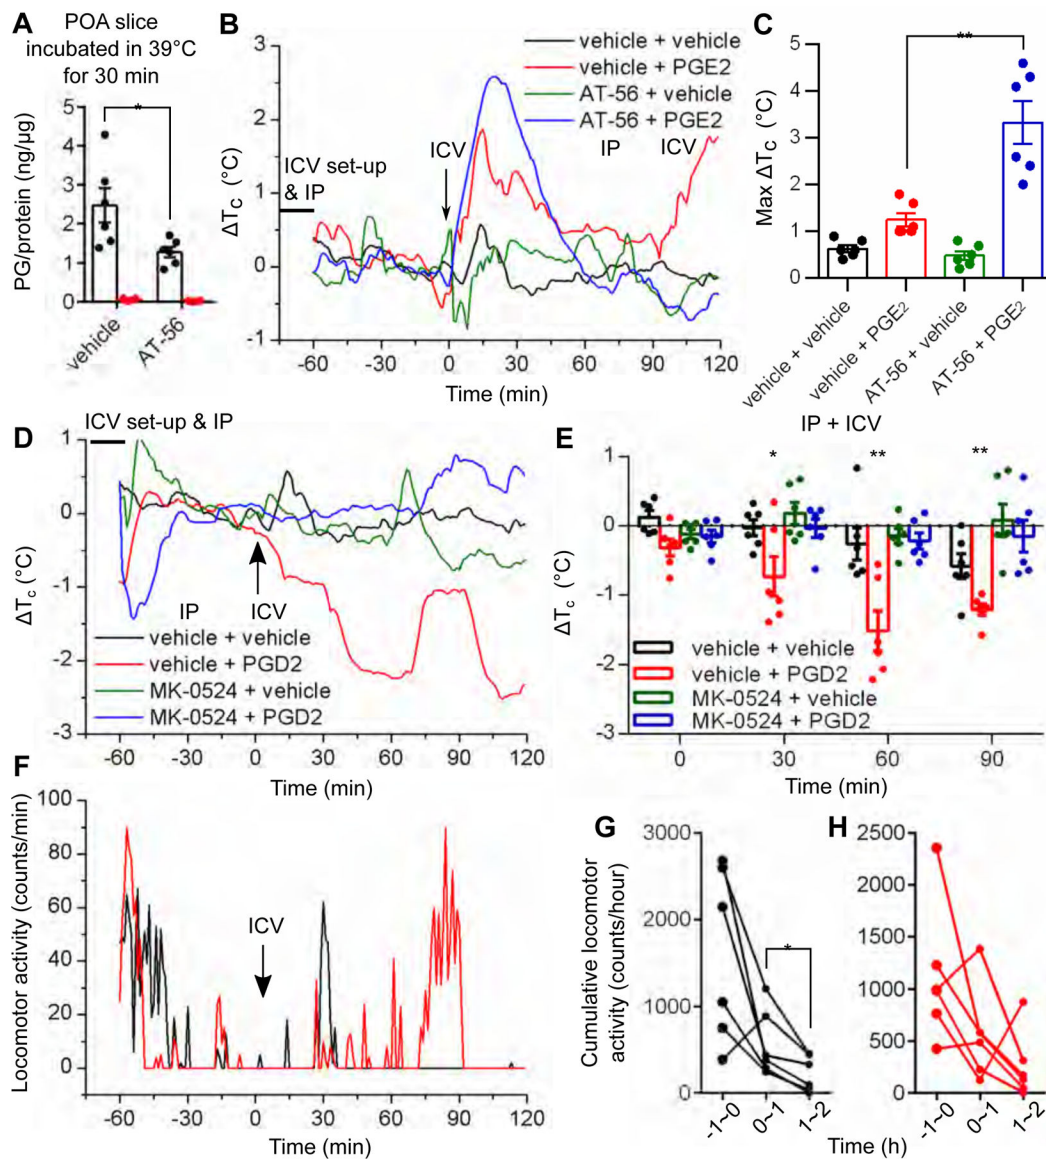 A
POA slice
incubated in 39°C
for 30 min
*
PG/protein (ng/µg)
5
4
3
2
1
0
vehicle
AT-56
B
vehicle + vehicle
vehicle + PGE2
AT-56 + vehicle
AT-56 + PGE2
ICV set-up
& IP
ICV
IP
ICV
ΔTc (°C)
3
2
1
0
-1
-60 -30 0 30 60 90 120
Time (min)
C
**
Max ΔTc (°C)
5
4
3
2
1
0
vehicle + vehicle
vehicle + PGE2
AT-56 + vehicle
AT-56 + PGE2
D
ICV set-up & IP
ΔTc (°C)
1
0
-1
-2
-3
IP
ICV
vehicle + vehicle
vehicle + PGD2
MK-0524 + vehicle
MK-0524 + PGD2
-60 -30 0 30 60 90 120
Time (min)
E
IP + ICV
* ** **
ΔTc (°C)
1
0
-1
-2
-3
vehicle + vehicle
vehicle + PGD2
MK-0524 + vehicle
MK-0524 + PGD2
0 30 60 90
Time (min)
F
Locomotor activity (counts/min)
100
80
60
40
20
0
ICV
-60 -30 0 30 60 90 120
Time (min)
G
Cumulative locomotor
activity (counts/hour)
3000
2000
1000
0
*
-1~0 0~1 1~2
H
2500
2000
1500
1000
500
0
-1~0 0~1 1~2
Time (h)